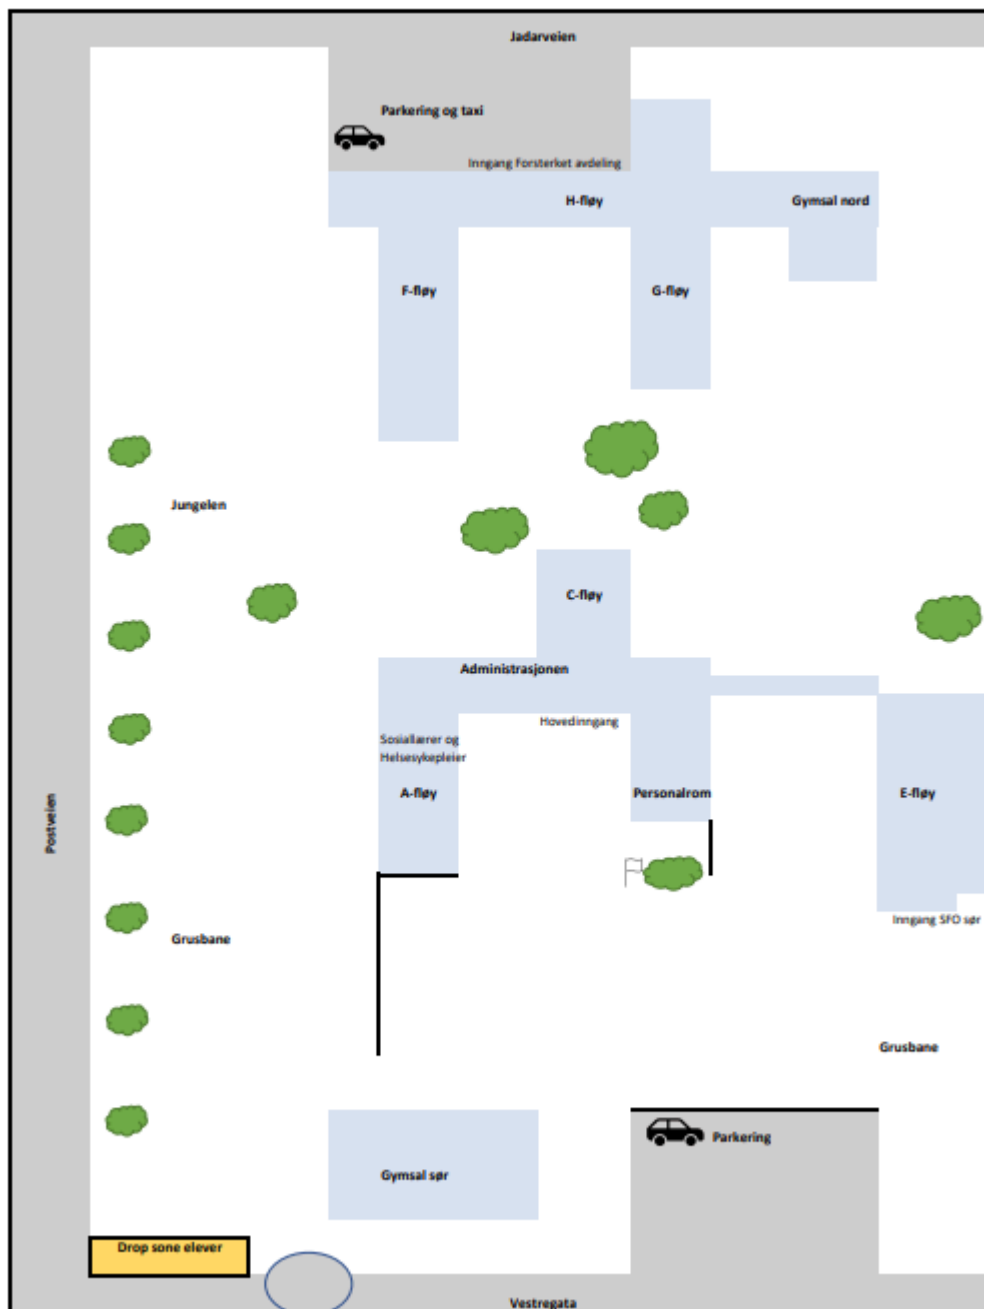 Jadarveien
Parkering og taxi
Inngang Forsterket avdeling
H-fløy
Gymsal nord
F-fløy
G-fløy
Jungelen
C-fløy
Administrasjonen
Hovedinngang
Sosiallærer og
Helsesykepleier
A-fløy
Personalrom
E-fløy
Postveien
Inngang SFO sør
Grusbane
Grusbane
Parkering
Gymsal sør
Drop sone elever
Vestregata